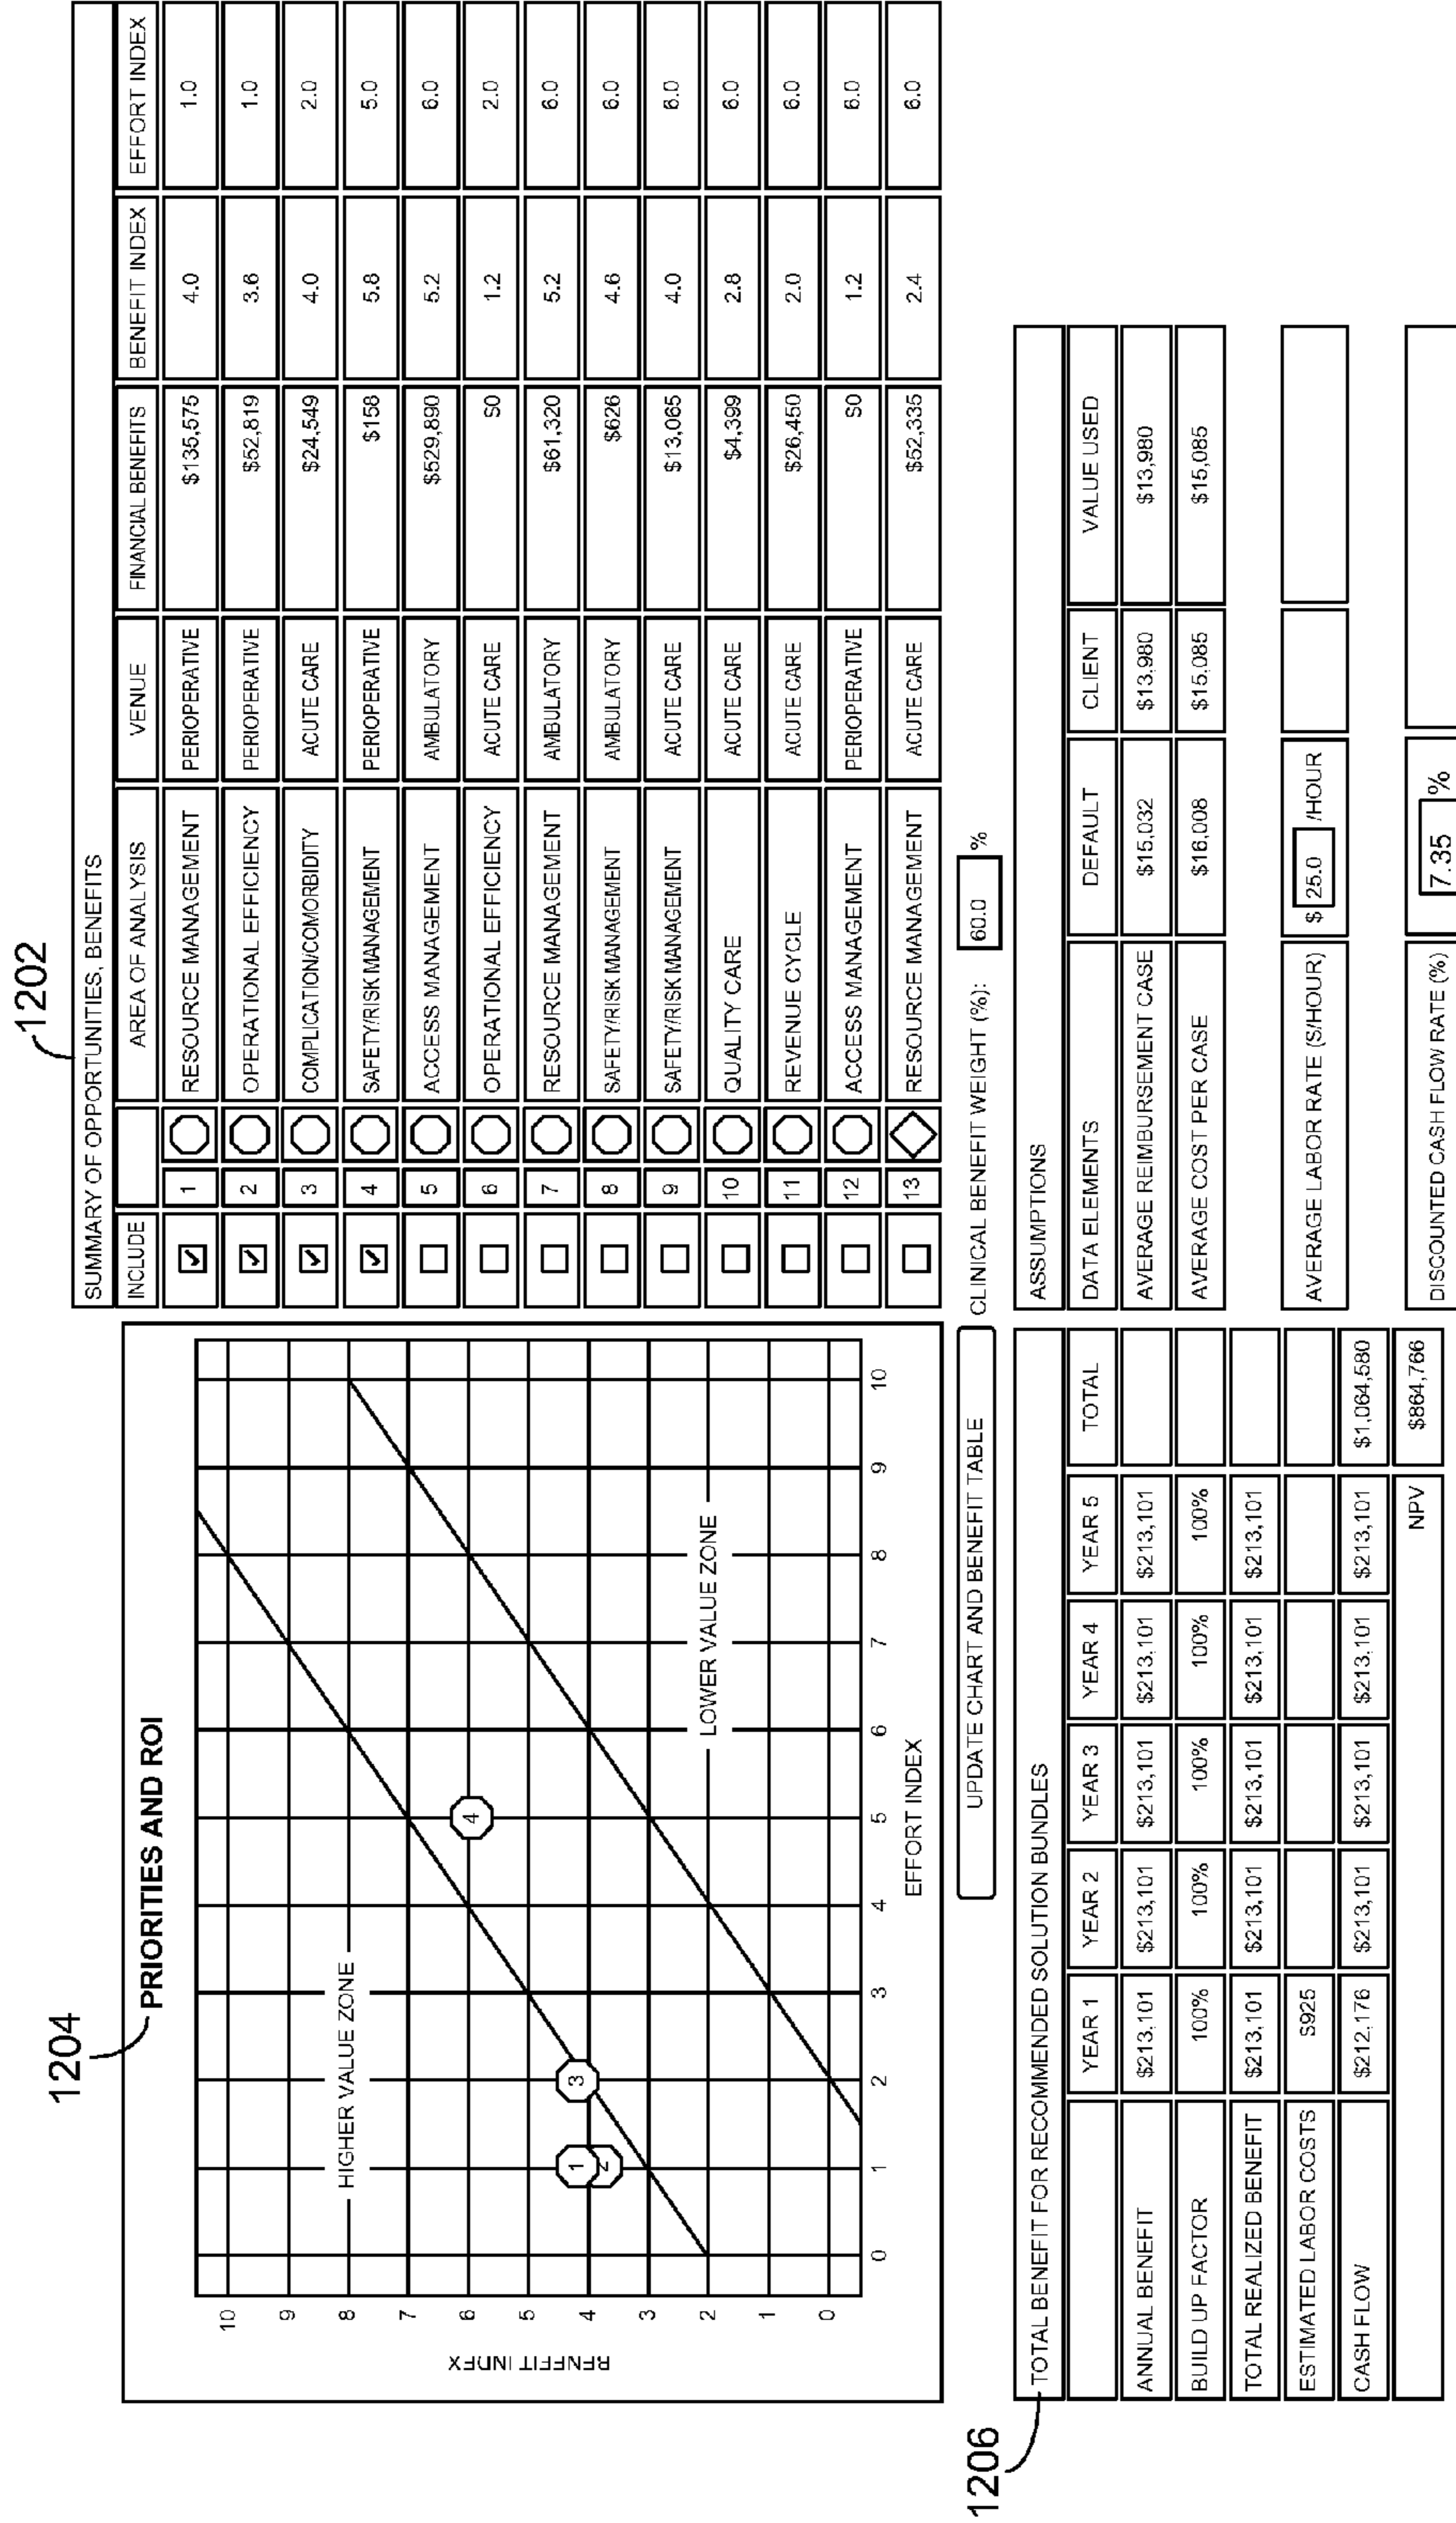 1204
1202
PRIORITIES AND ROI
BENEFIT INDEX
10
9
8
7
6
5
4
3
2
1
0
HIGHER VALUE ZONE
LOWER VALUE ZONE
1
2
3
4
0 1 2 3 4 5 6 7 8 9 10
EFFORT INDEX
SUMMARY OF OPPORTUNITIES, BENEFITS
INCLUDE AREA OF ANALYSIS VENUE FINANCIAL BENEFITS BENEFIT INDEX EFFORT INDEX
1 RESOURCE MANAGEMENT PERIOPERATIVE $135,575 4.0 1.0
2 OPERATIONAL EFFICIENCY PERIOPERATIVE $52,819 3.6 1.0
3 COMPLICATION/COMORBIDITY ACUTE CARE $24,549 4.0 2.0
4 SAFETY/RISK MANAGEMENT PERIOPERATIVE $158 5.8 5.0
5 ACCESS MANAGEMENT AMBULATORY $529,890 5.2 6.0
6 OPERATIONAL EFFICIENCY ACUTE CARE S0 1.2 2.0
7 RESOURCE MANAGEMENT AMBULATORY $61,320 5.2 6.0
8 SAFETY/RISK MANAGEMENT AMBULATORY $626 4.6 6.0
9 SAFETY/RISK MANAGEMENT ACUTE CARE $13,065 4.0 6.0
10 QUALITY CARE ACUTE CARE $4,399 2.8 6.0
11 REVENUE CYCLE ACUTE CARE $26,450 2.0 6.0
12 ACCESS MANAGEMENT PERIOPERATIVE S0 1.2 6.0
13 RESOURCE MANAGEMENT ACUTE CARE $52,335 2.4 6.0
UPDATE CHART AND BENEFIT TABLE
CLINICAL BENEFIT WEIGHT (%): 60.0 %
1206
TOTAL BENEFIT FOR RECOMMENDED SOLUTION BUNDLES
YEAR 1 YEAR 2 YEAR 3 YEAR 4 YEAR 5 TOTAL
ANNUAL BENEFIT $213.101 $213,101 $213,101 $213.101 $213,101
BUILD UP FACTOR 100% 100% 100% 100% 100%
TOTAL REALIZED BENEFIT $213,101 $213,101 $213,101 $213,101 $213,101
ESTIMATED LABOR COSTS S925
CASH FLOW $212,176 $213,101 $213,101 $213.101 $213,101 $1,064,580
NPV $864,766
ASSUMPTIONS
DATA ELEMENTS DEFAULT CLIENT VALUE USED
AVERAGE REIMBURSEMENT CASE $15,032 $13.980 $13,980
AVERAGE COST PER CASE $16,008 $15,085 $15,085
AVERAGE LABOR RATE (S/HOUR) $ 25.0 /HOUR
DISCOUNTED CASH FLOW RATE (%) 7.35 %